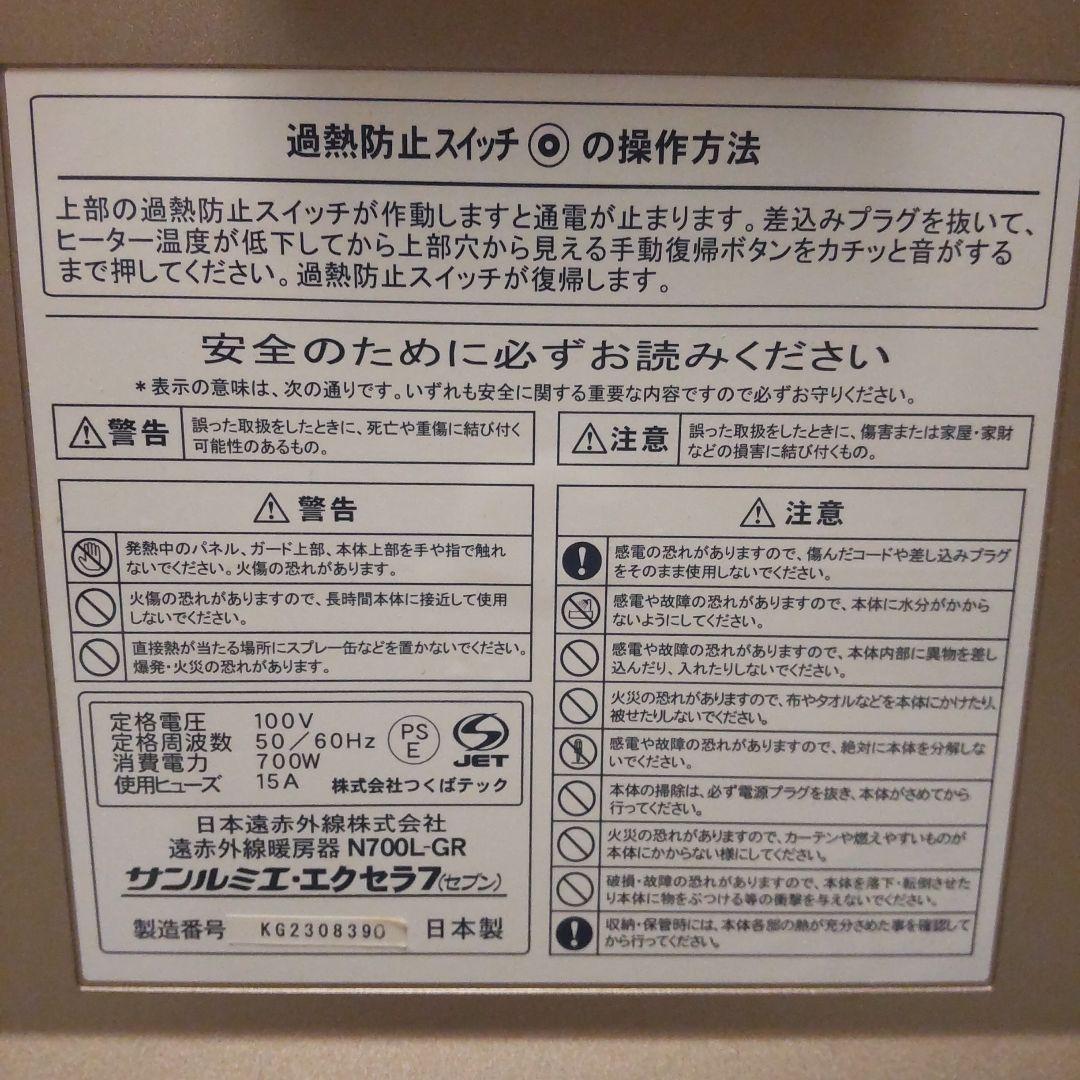 過熱防止スイッチ◎の操作方法
上部の過熱防止スイッチが作動しますと通電が止まります。差込みプラグを抜いて、
ヒーター温度が低下してから上部穴から見える手動復帰ボタンをカチッと音がする
まで押してください。過熱防止スイッチが復帰します。
安全のために必ずお読みください
*表示の意味は、次の通りです。いずれも安全に関する重要な内容ですので必ずお守りください。
警告
誤った取扱をしたときに、死亡や重傷に結び付く
可能性のあるもの。
注意
誤った取扱をしたときに、傷害または家屋・家財
などの損害に結び付くもの。
警告
発熱中のパネル、ガード上部、本体上部を手や指で触れ
ないでください。火傷の恐れがあります。
火傷の恐れがありますので、長時間本体に接近して使用
しないでください。
直接熱が当たる場所にスプレー缶などを置かないでください。
爆発・火災の恐れがあります。
定格電圧 100V
定格周波数 50/60Hz
消費電力 700W
使用ヒューズ 15A
PS
E
JET
株式会社つくばテック
日本遠赤外線株式会社
遠赤外線暖房器 N700L-GR
サンルミエ・エクセラ7(セブン)
製造番号 KG2308390 日本製
注意
感電の恐れがありますので、傷んだコードや差し込みプラグ
をそのまま使用しないでください。
感電や故障の恐れがありますので、本体に水分がかから
ないようにしてください。
感電や故障の恐れがありますので、本体内部に異物を差し
込んだり、入れたりしないでください。
火災の恐れがありますので、布やタオルなどを本体にかけたり、
被せたりしないでください。
感電や故障の恐れがありますので、絶対に本体を分解しな
いでください。
本体の掃除は、必ず電源プラグを抜き、本体がさめてから
行ってください。
火災の恐れがありますので、カーテンや燃えやすいものが
本体にかからない様にしてください。
破損・故障の恐れがありますので、本体を落下・転倒させた
り本体に物をぶつける等の衝撃を与えないでください。
収納・保管時には、本体各部の熱が充分さめた事を確認して
から行ってください。